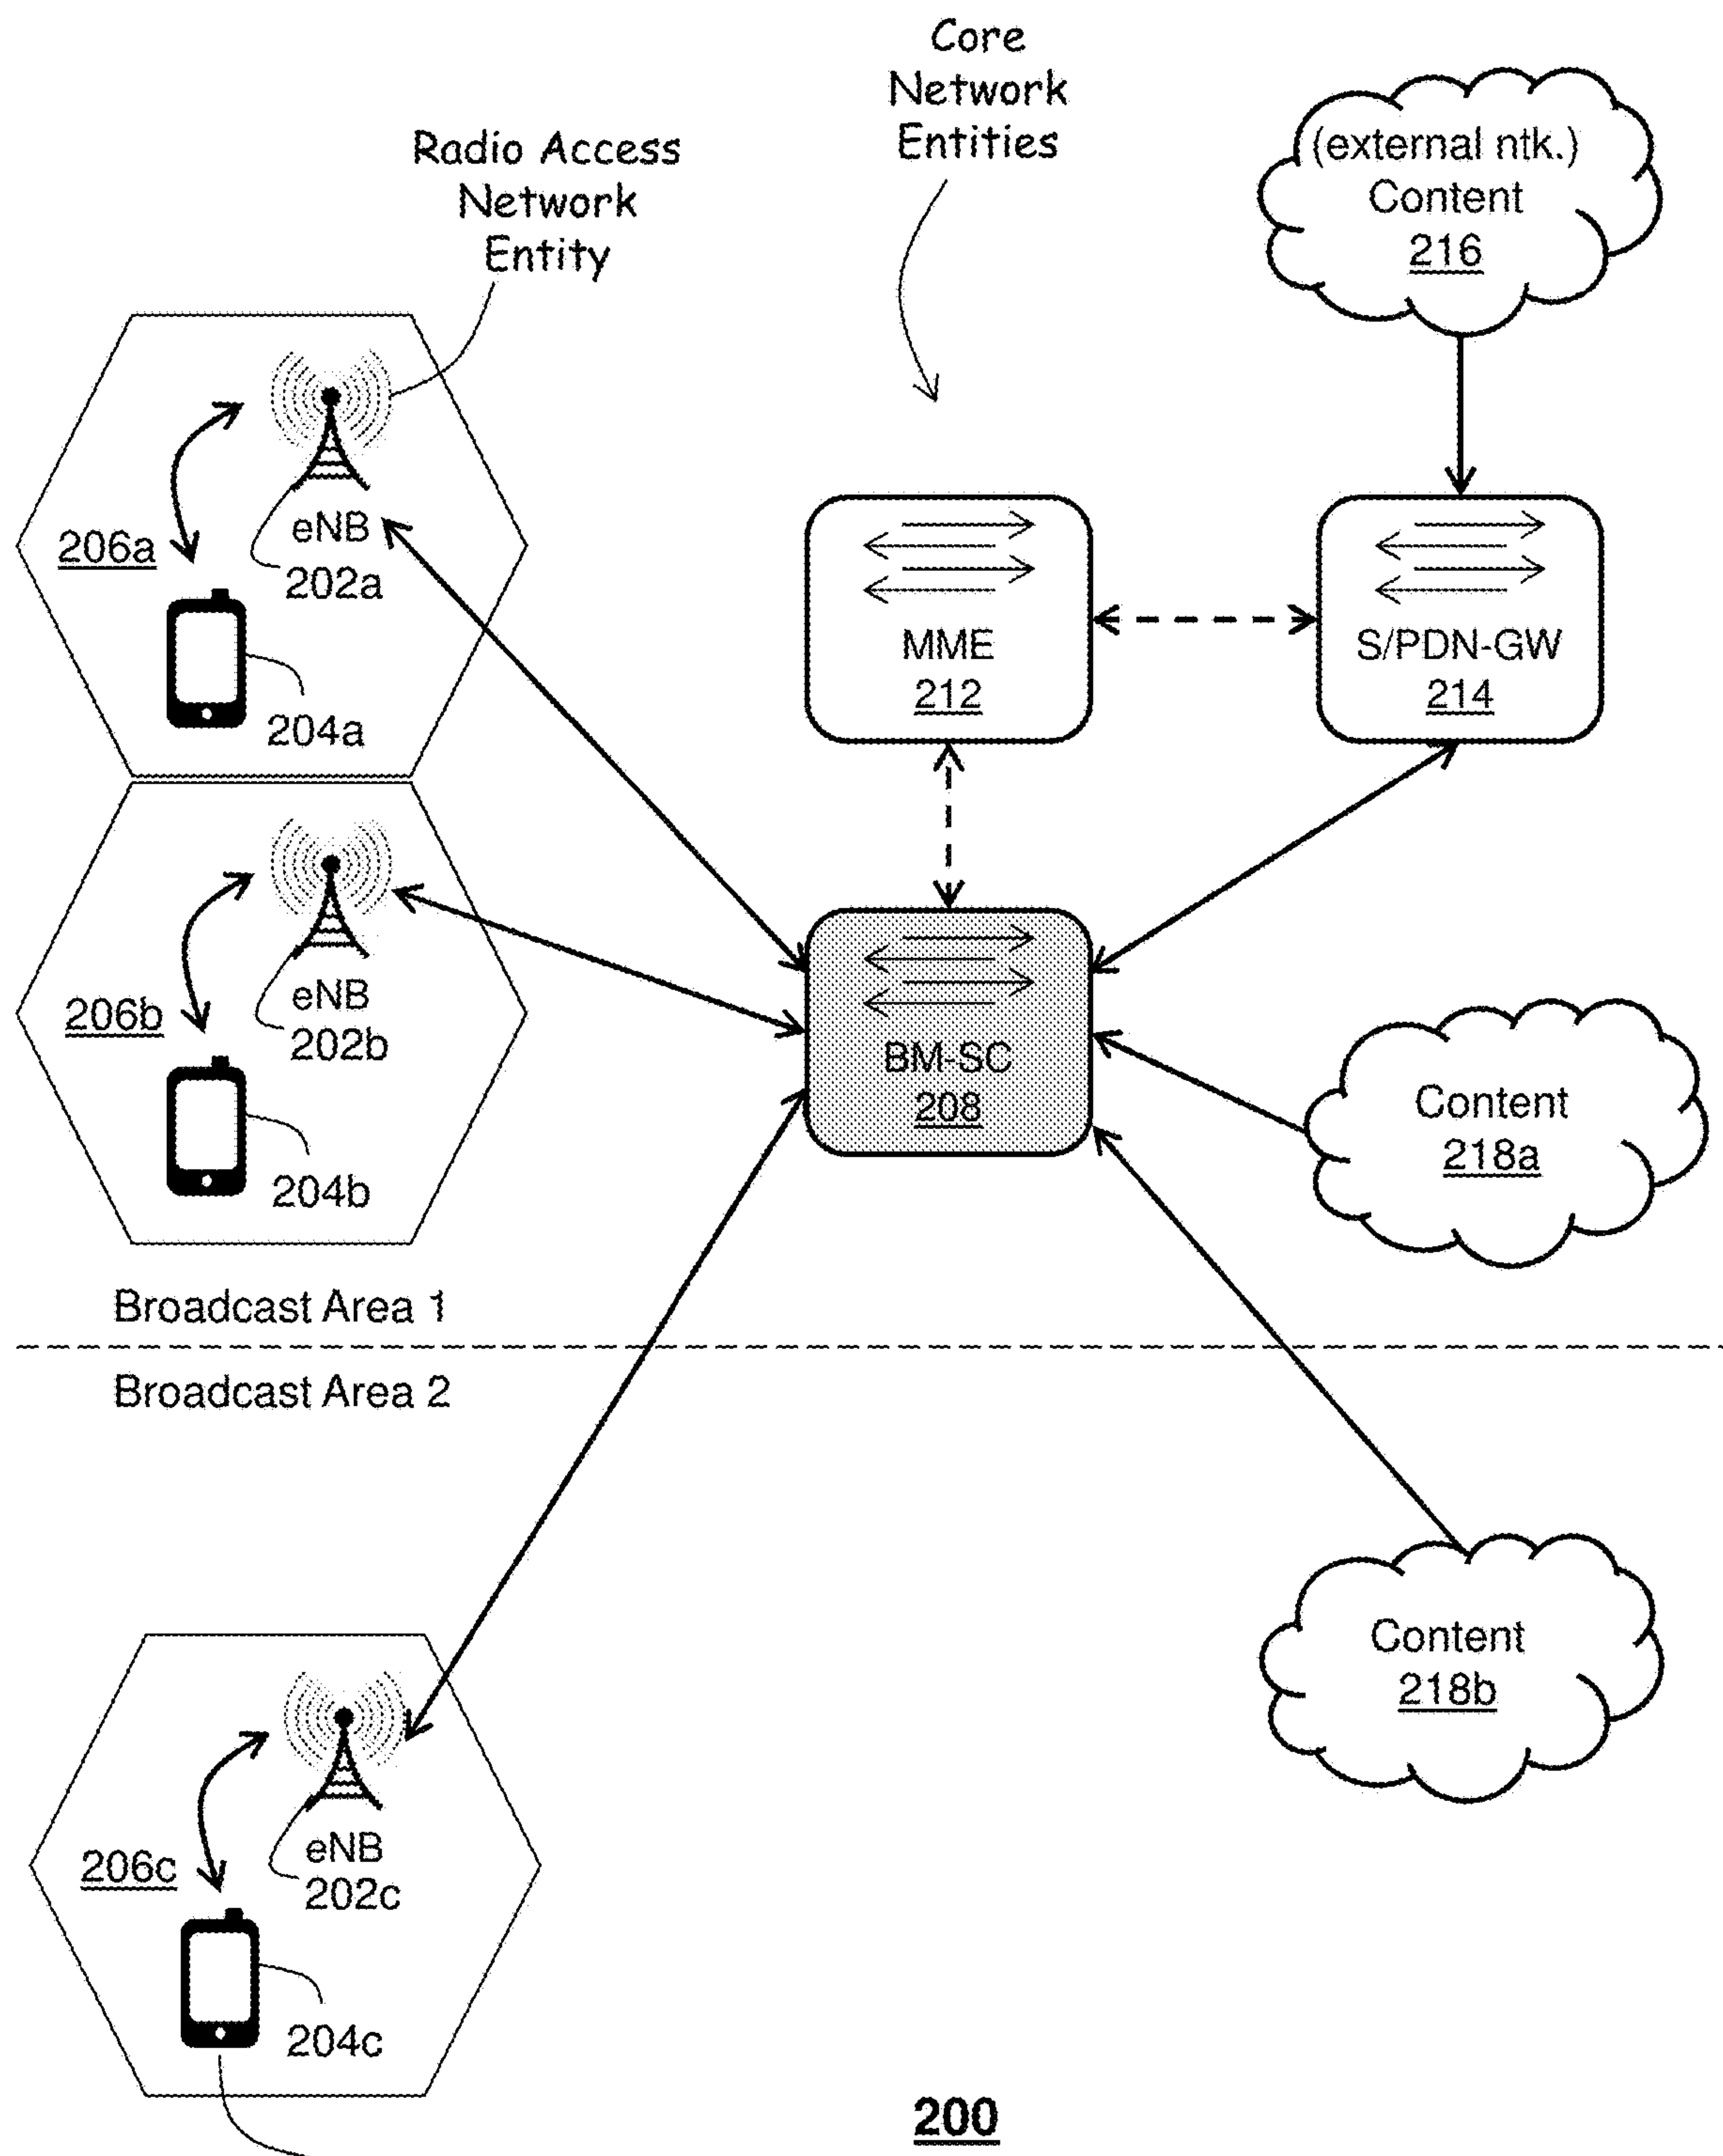 Core
Network
Entities
Radio Access
Network
Entity
(external ntk.)
Content
216
206a
eNB
202a
204a
MME
212
S/PDN-GW
214
206b
eNB
202b
204b
BM-SC
208
Content
218a
Broadcast Area 1
Broadcast Area 2
Content
218b
206c
eNB
202c
204c
200